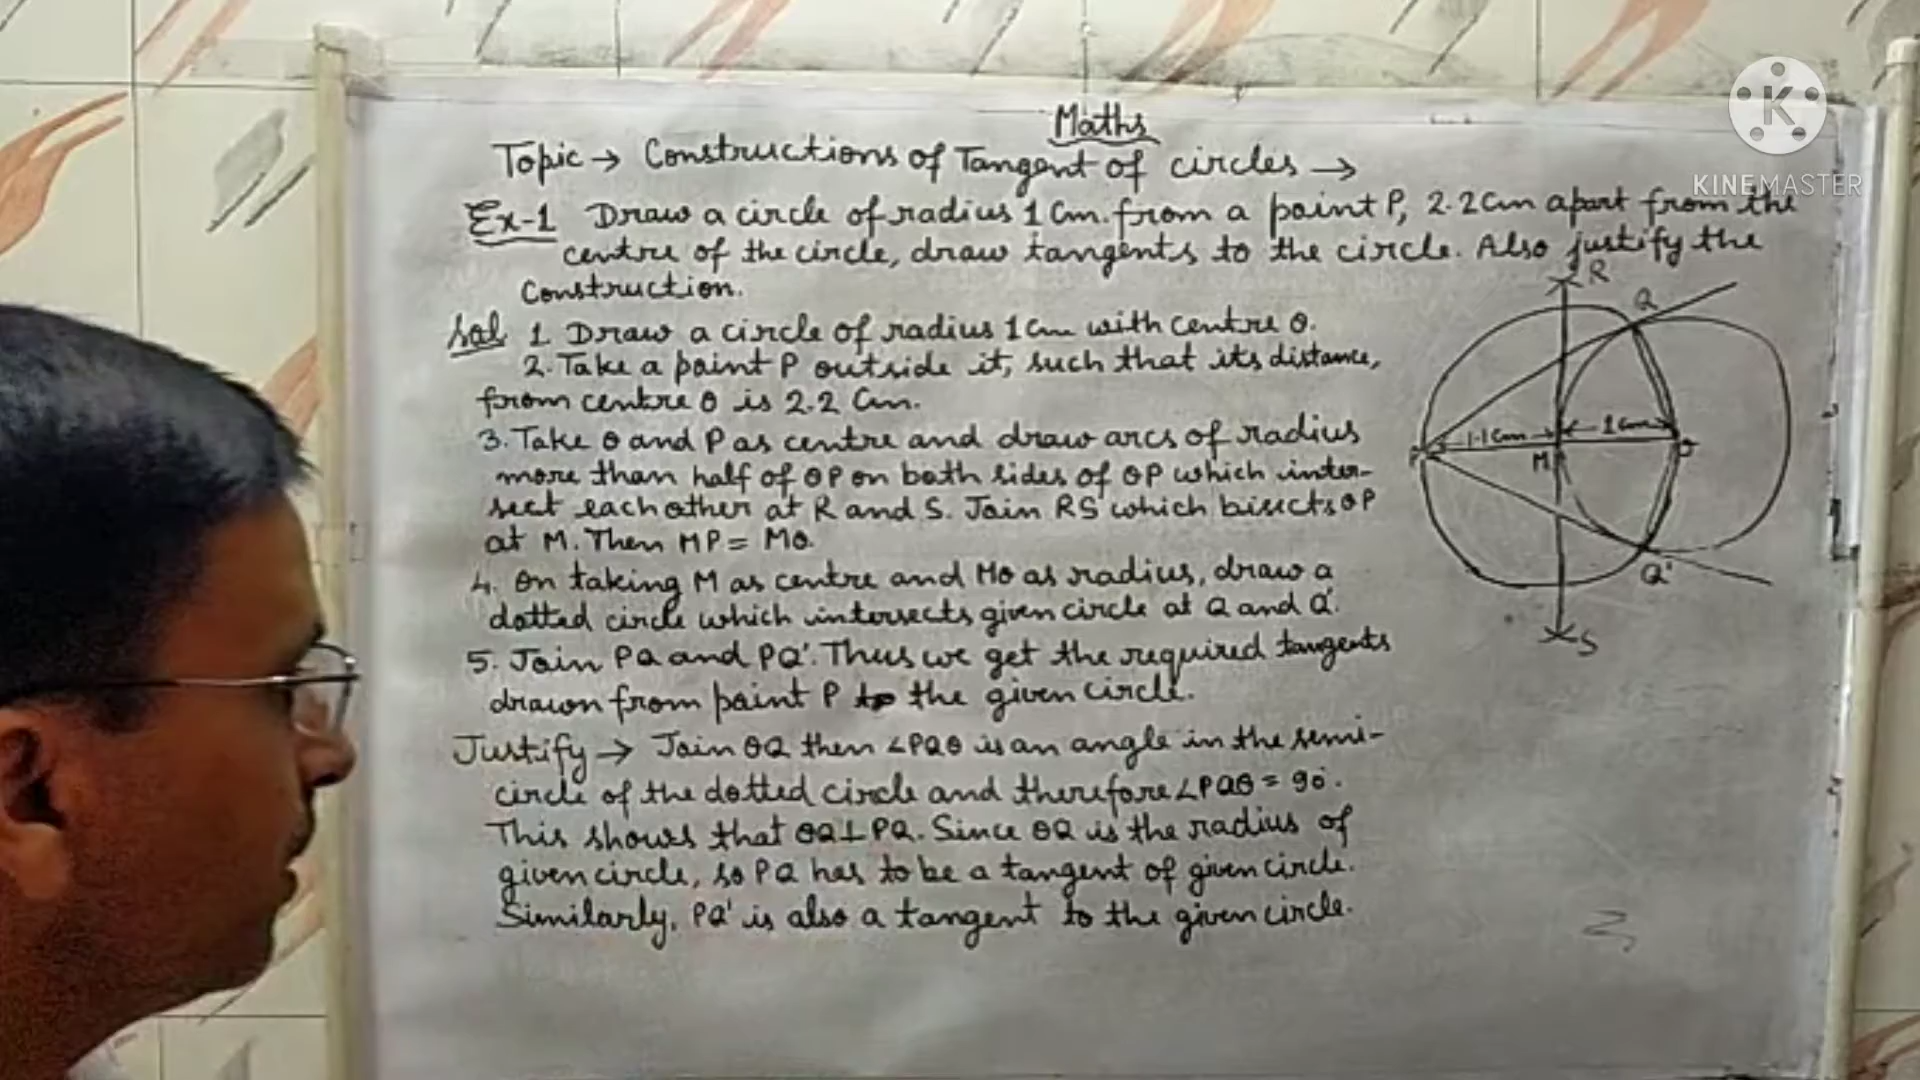 Maths
Topic → Constructions of Tangent of circles →
Ex-1 Draw a circle of radius 1 Cm. from a point P, 2.2 Cm apart from the
centre of the circle, draw tangents to the circle. Also justify the
Construction.
Sol 1. Draw a circle of radius 1 Cm with centre O.
2. Take a point P outside it, such that its distance,
from centre O is 2.2 Cm.
3. Take O and P as centre and draw arcs of radius
more than half of OP on both sides of OP which inter-
sect each other at R and S. Join RS which bisects OP
at M. Then MP = MO.
4. On taking M as centre and MO as radius, draw a
dotted circle which intersects given circle at Q and Q'.
5. Join PQ and PQ'. Thus we get the required tangents
drawn from point P to the given circle.
Justify → Join OQ then ∠PQO is an angle in the semi-
circle of the dotted circle and therefore ∠PQO = 90°.
This shows that OQ ⊥ PQ. Since OQ is the radius of
given circle, so PQ has to be a tangent of given circle.
Similarly, PQ' is also a tangent to the given circle.
R
Q
P 1.1 Cm M 1 Cm O
Q'
S
K
KINEMASTER